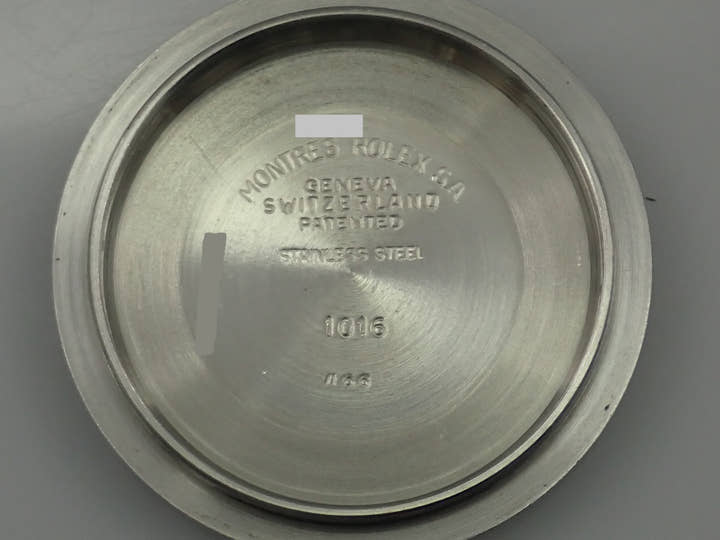 MONTRES ROLEX SA
GENEVA
SWITZERLAND
PATENTED
STAINLESS STEEL
1016